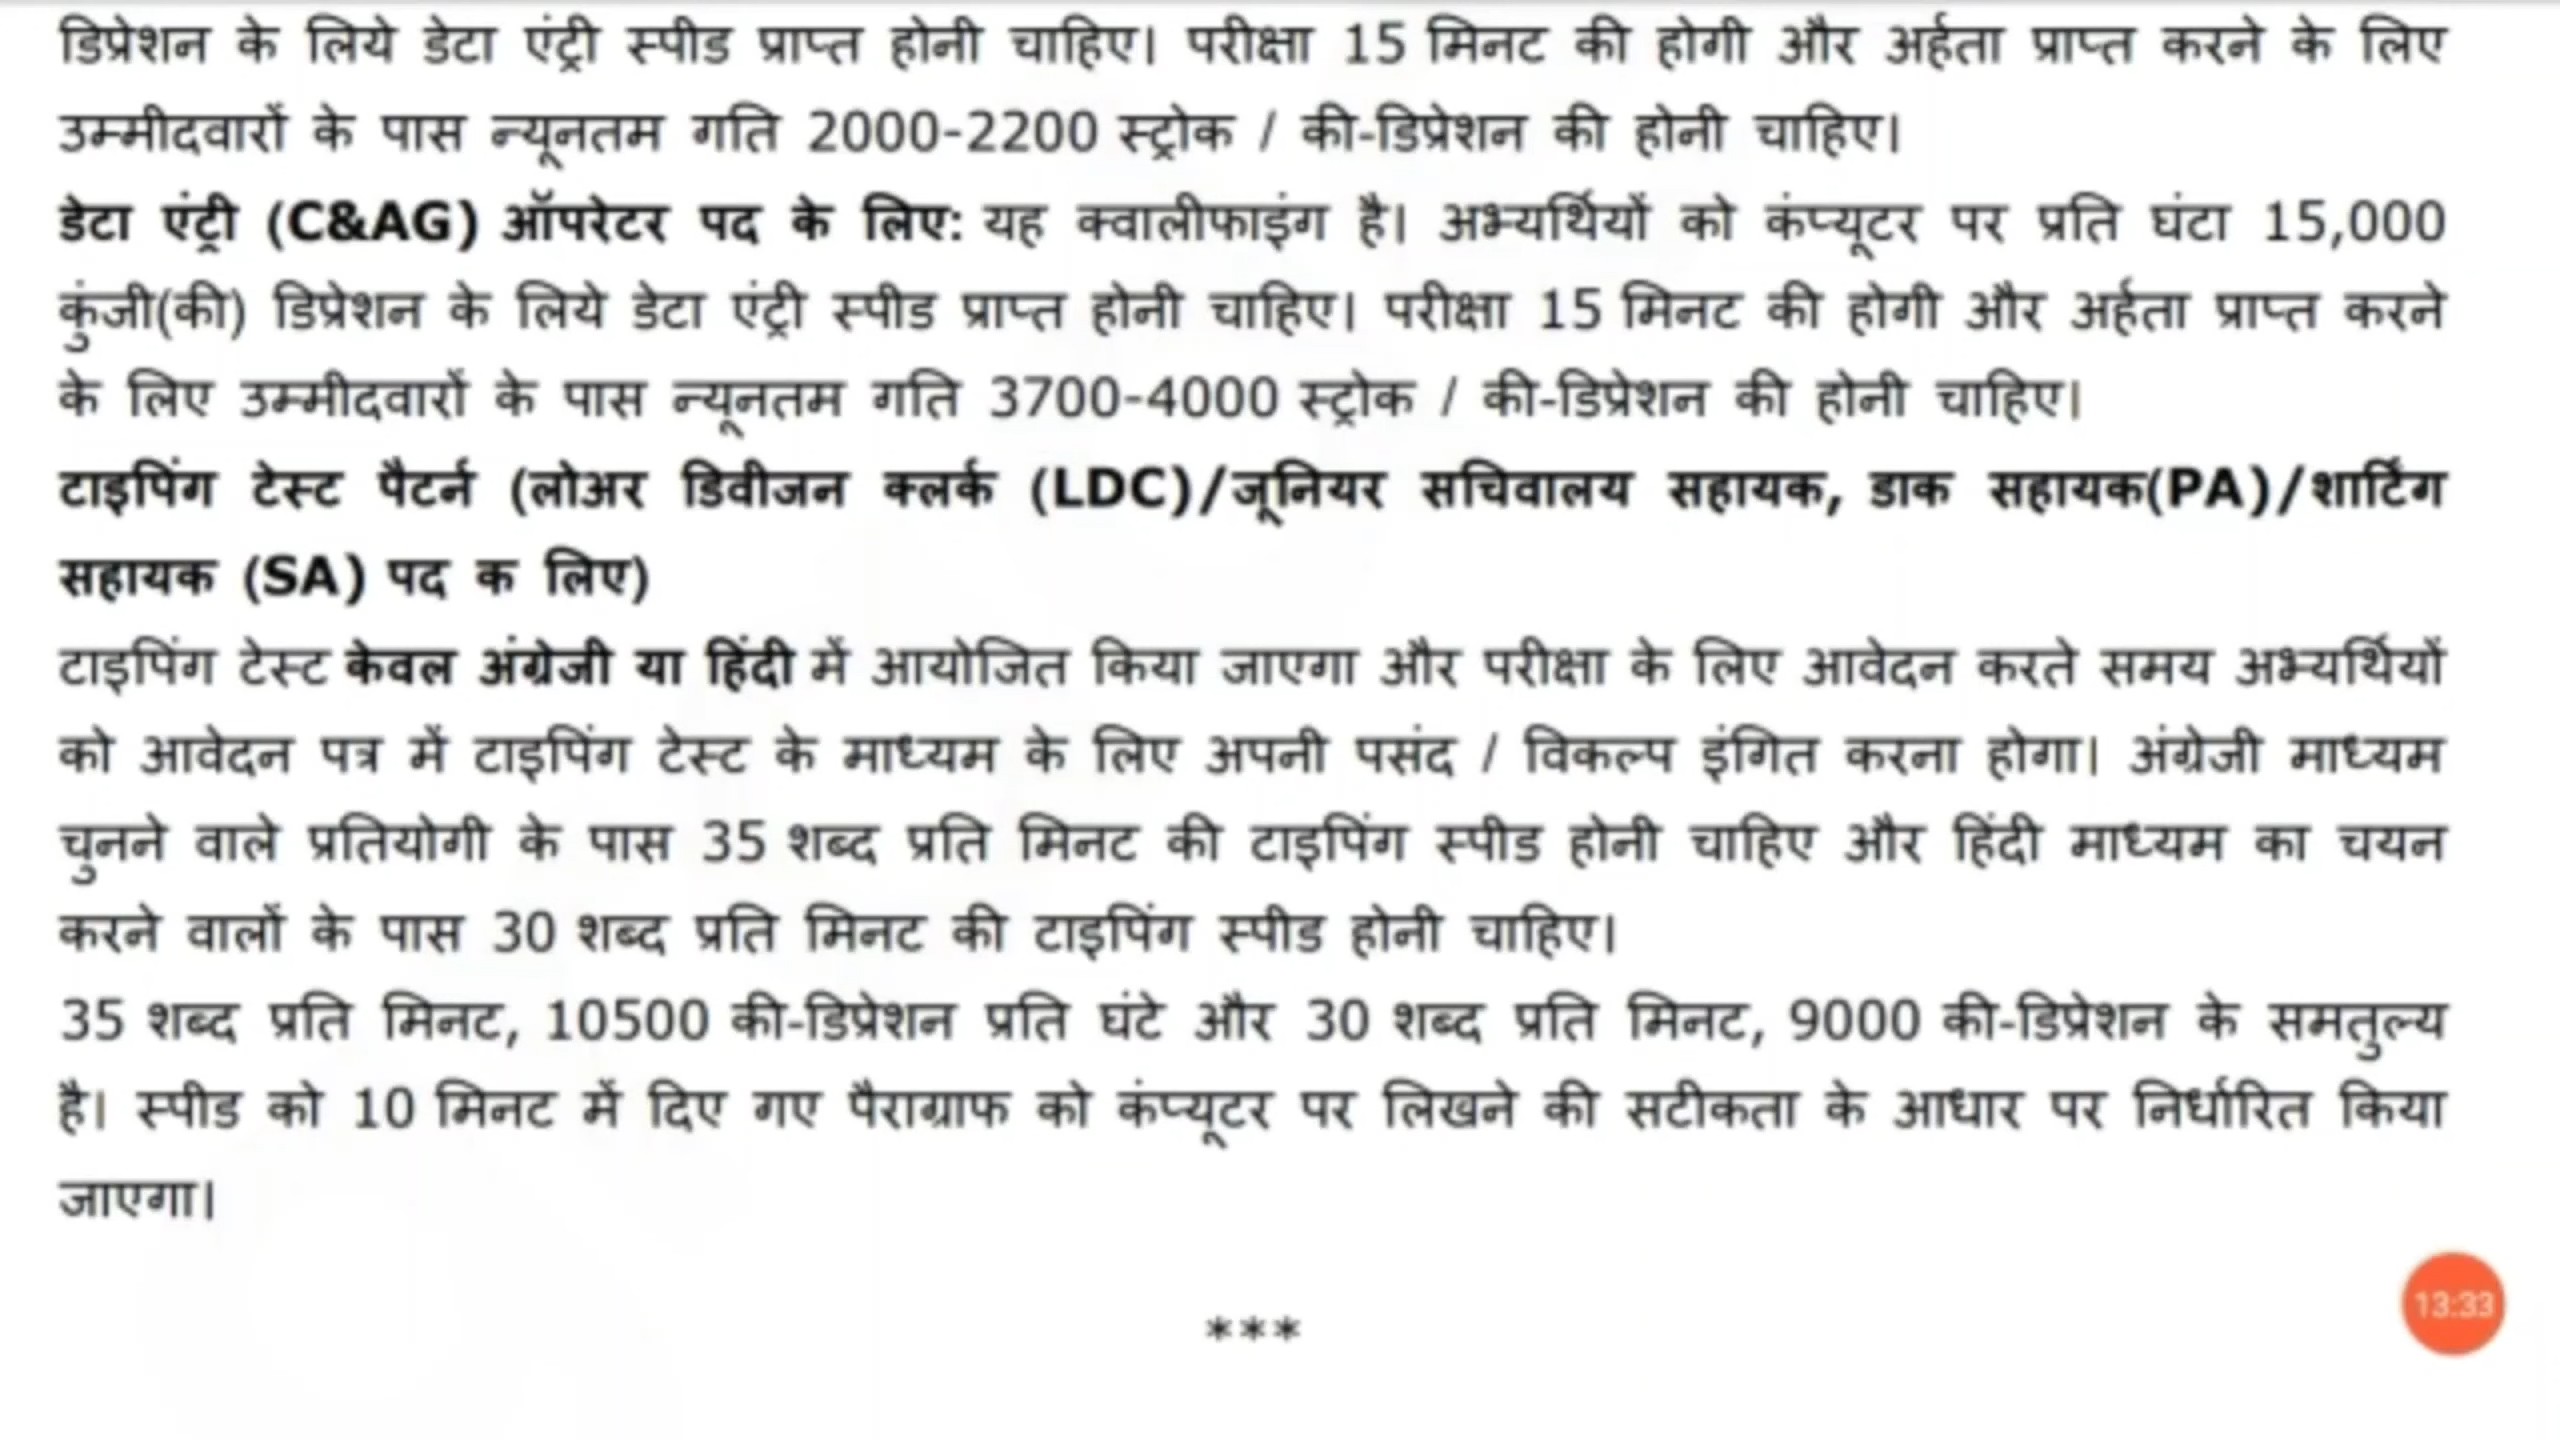 डिप्रेशन के लिये डेटा एंट्री स्पीड प्राप्त होनी चाहिए। परीक्षा 15 मिनट की होगी और अर्हता प्राप्त करने के लिए
उम्मीदवारों के पास न्यूनतम गति 2000-2200 स्ट्रोक / की-डिप्रेशन की होनी चाहिए।
डेटा एंट्री (C&AG) ऑपरेटर पद के लिए: यह क्वालीफाइंग है। अभ्यर्थियों को कंप्यूटर पर प्रति घंटा 15,000
कुंजी(की) डिप्रेशन के लिये डेटा एंट्री स्पीड प्राप्त होनी चाहिए। परीक्षा 15 मिनट की होगी और अर्हता प्राप्त करने
के लिए उम्मीदवारों के पास न्यूनतम गति 3700-4000 स्ट्रोक / की-डिप्रेशन की होनी चाहिए।
टाइपिंग टेस्ट पैटर्न (लोअर डिवीजन क्लर्क (LDC)/जूनियर सचिवालय सहायक, डाक सहायक(PA)/शार्टिंग
सहायक (SA) पद क लिए)
टाइपिंग टेस्ट केवल अंग्रेजी या हिंदी में आयोजित किया जाएगा और परीक्षा के लिए आवेदन करते समय अभ्यर्थियों
को आवेदन पत्र में टाइपिंग टेस्ट के माध्यम के लिए अपनी पसंद / विकल्प इंगित करना होगा। अंग्रेजी माध्यम
चुनने वाले प्रतियोगी के पास 35 शब्द प्रति मिनट की टाइपिंग स्पीड होनी चाहिए और हिंदी माध्यम का चयन
करने वालों के पास 30 शब्द प्रति मिनट की टाइपिंग स्पीड होनी चाहिए।
35 शब्द प्रति मिनट, 10500 की-डिप्रेशन प्रति घंटे और 30 शब्द प्रति मिनट, 9000 की-डिप्रेशन के समतुल्य
है। स्पीड को 10 मिनट में दिए गए पैराग्राफ को कंप्यूटर पर लिखने की सटीकता के आधार पर निर्धारित किया
जाएगा।
13:33
***